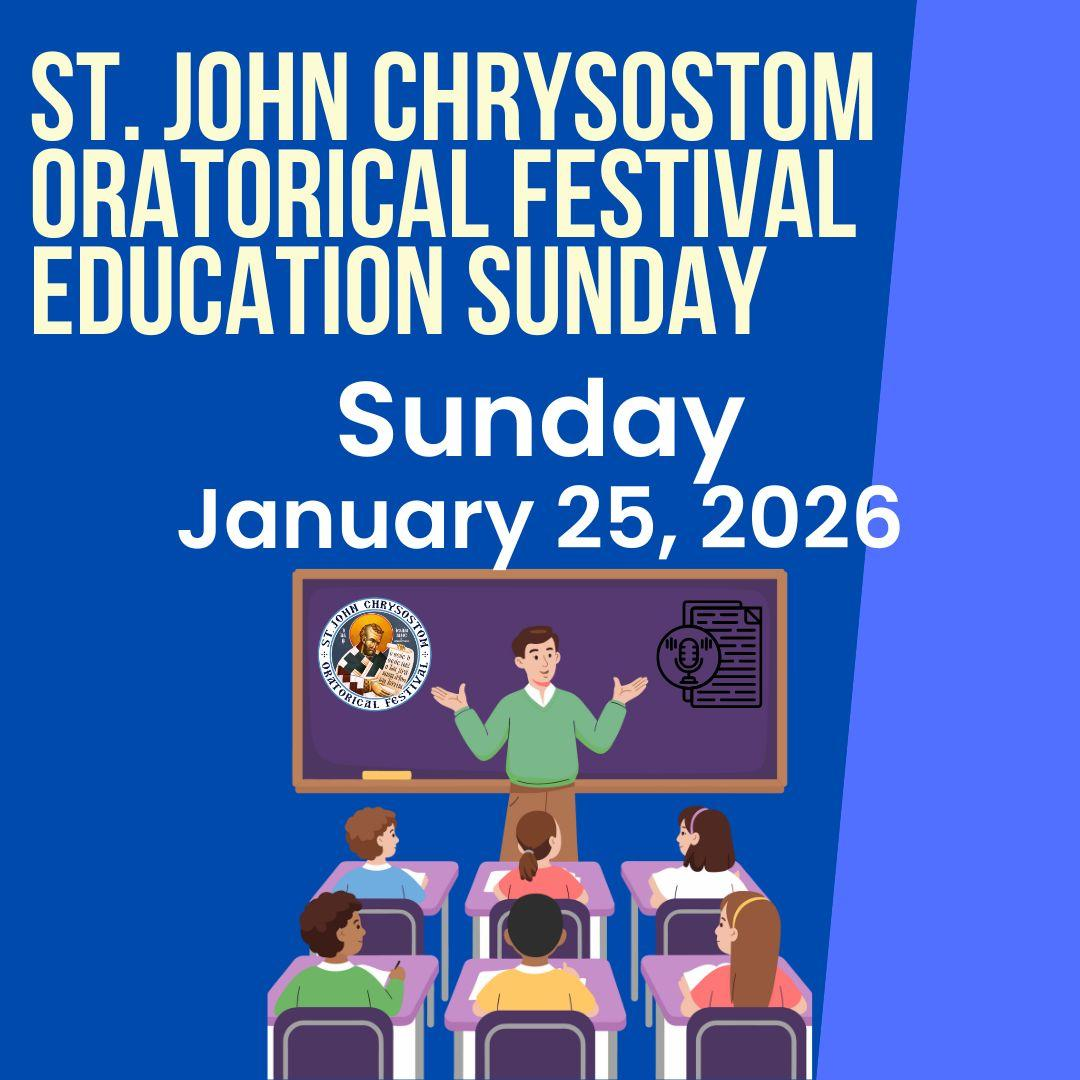 ST. JOHN CHRYSOSTOM
ORATORICAL FESTIVAL
EDUCATION SUNDAY
Sunday
January 25, 2026
ST JOHN CHRYSOSTOM
ORATORICAL FESTIVAL